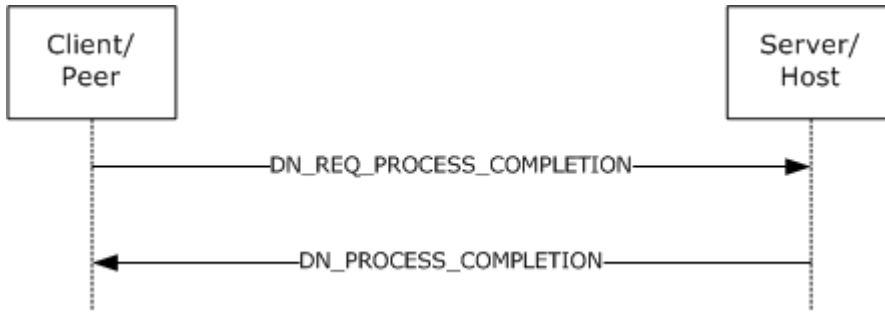 Client/
Peer
Server/
Host
DN_REQ_PROCESS_COMPLETION
DN_PROCESS_COMPLETION